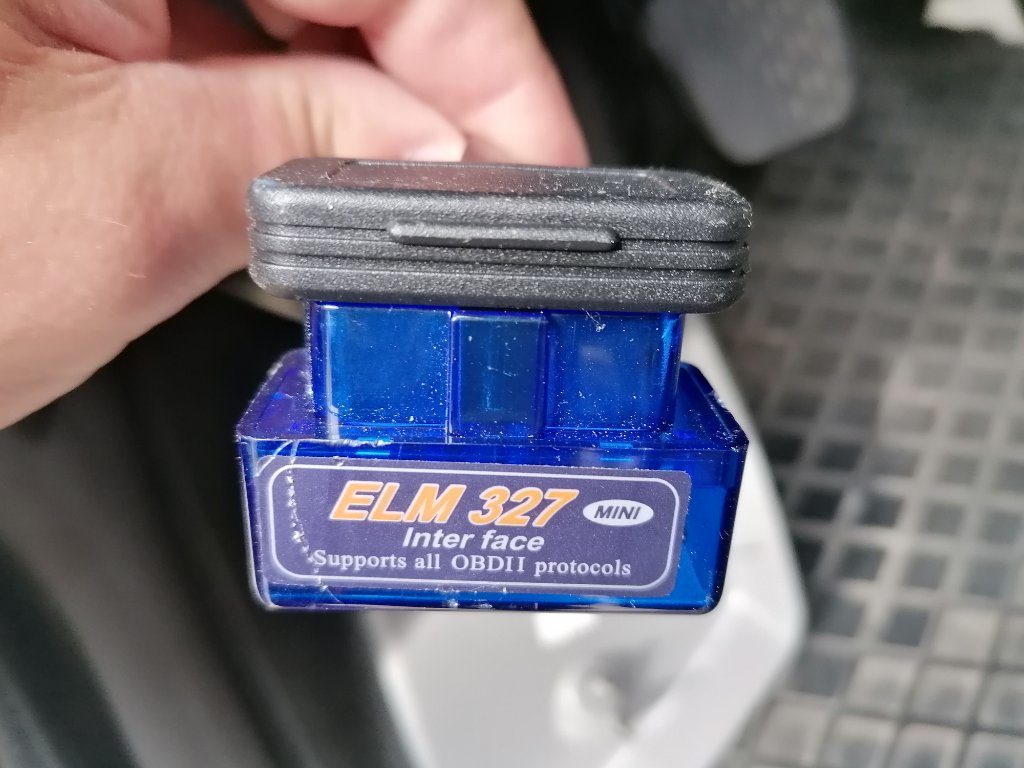 ELM 327 MINI
Inter face
Supports all OBDII protocols